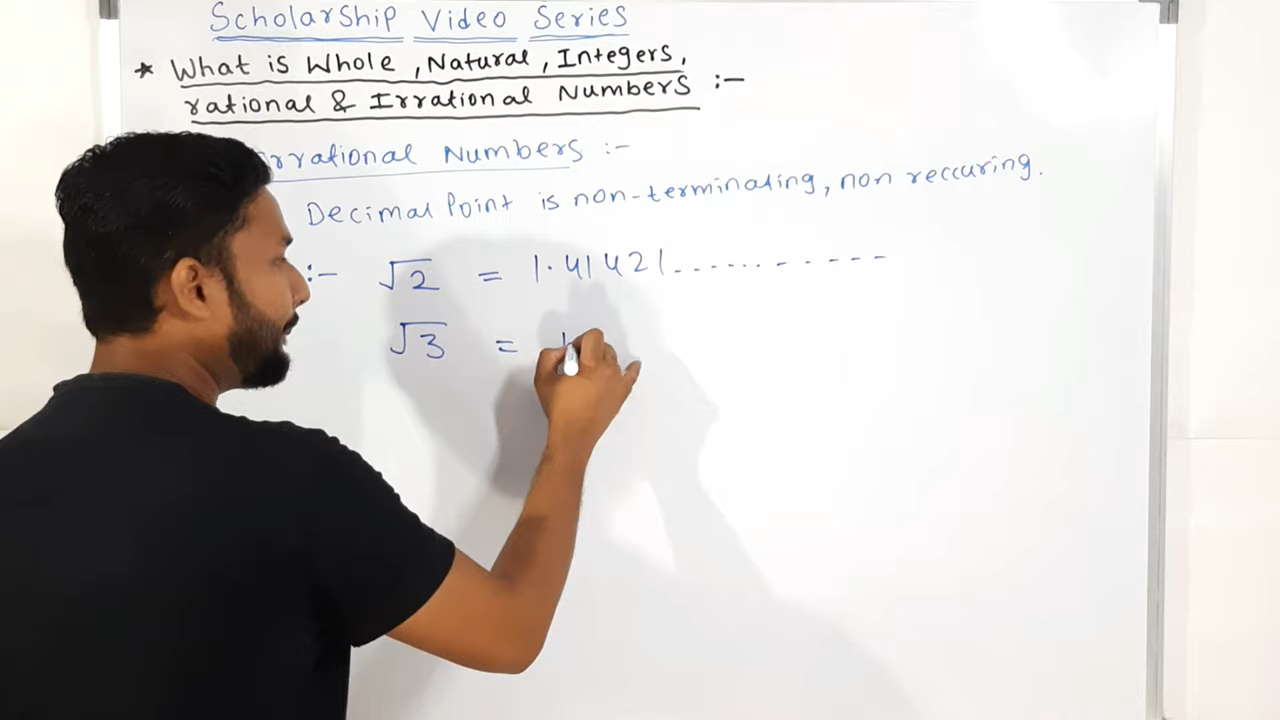 Scholarship Video Series
* What is Whole, Natural, Integers,
rational & Irrational Numbers :-
rrational Numbers :-
Decimal Point is non-terminating, non reccuring.
:- √2 = 1.41421...........
√3 = 1